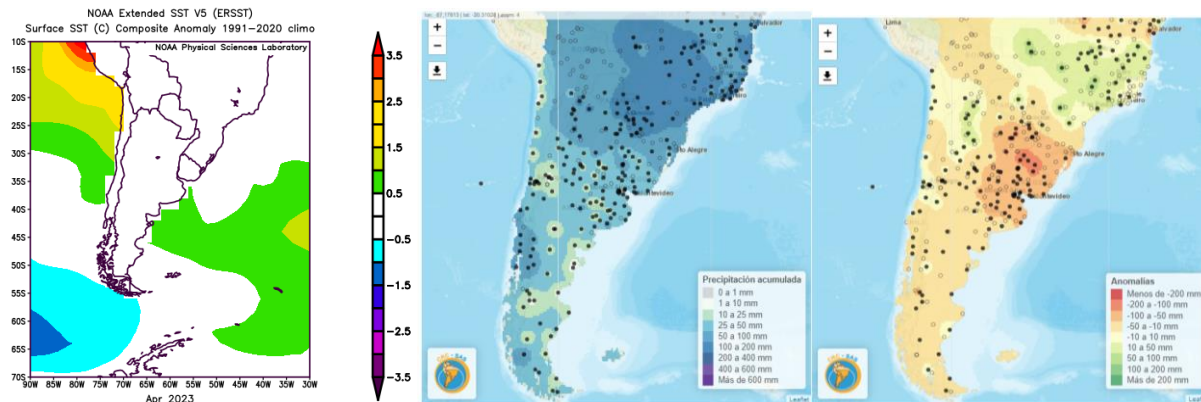 NOAA Extended SST V5 (ERSST)
Surface SST (C) Composite Anomaly 1991-2020 climo
NOAA Physical Sciences Laboratory
10S
15S
20S
25S
30S
35S
40S
45S
50S
55S
60S
65S
70S
90W 85W 80W 75W 70W 65W 60W 55W 50W 45W 40W 35W 30W
Apr 2023
3.5
2.5
1.5
0.5
-0.5
-1.5
-2.5
-3.5
+
−
Alegre
Precipitación acumulada
0 a 1 mm
1 a 10 mm
10 a 25 mm
25 a 50 mm
50 a 100 mm
100 a 200 mm
200 a 400 mm
400 a 600 mm
Más de 600 mm
Leaflet
+
−
Lima
Alegre
Anomalías
Menos de -200 mm
-200 a -100 mm
-100 a -50 mm
-50 a -10 mm
-10 a 10 mm
10 a 50 mm
50 a 100 mm
100 a 200 mm
Más de 200 mm
Leaflet